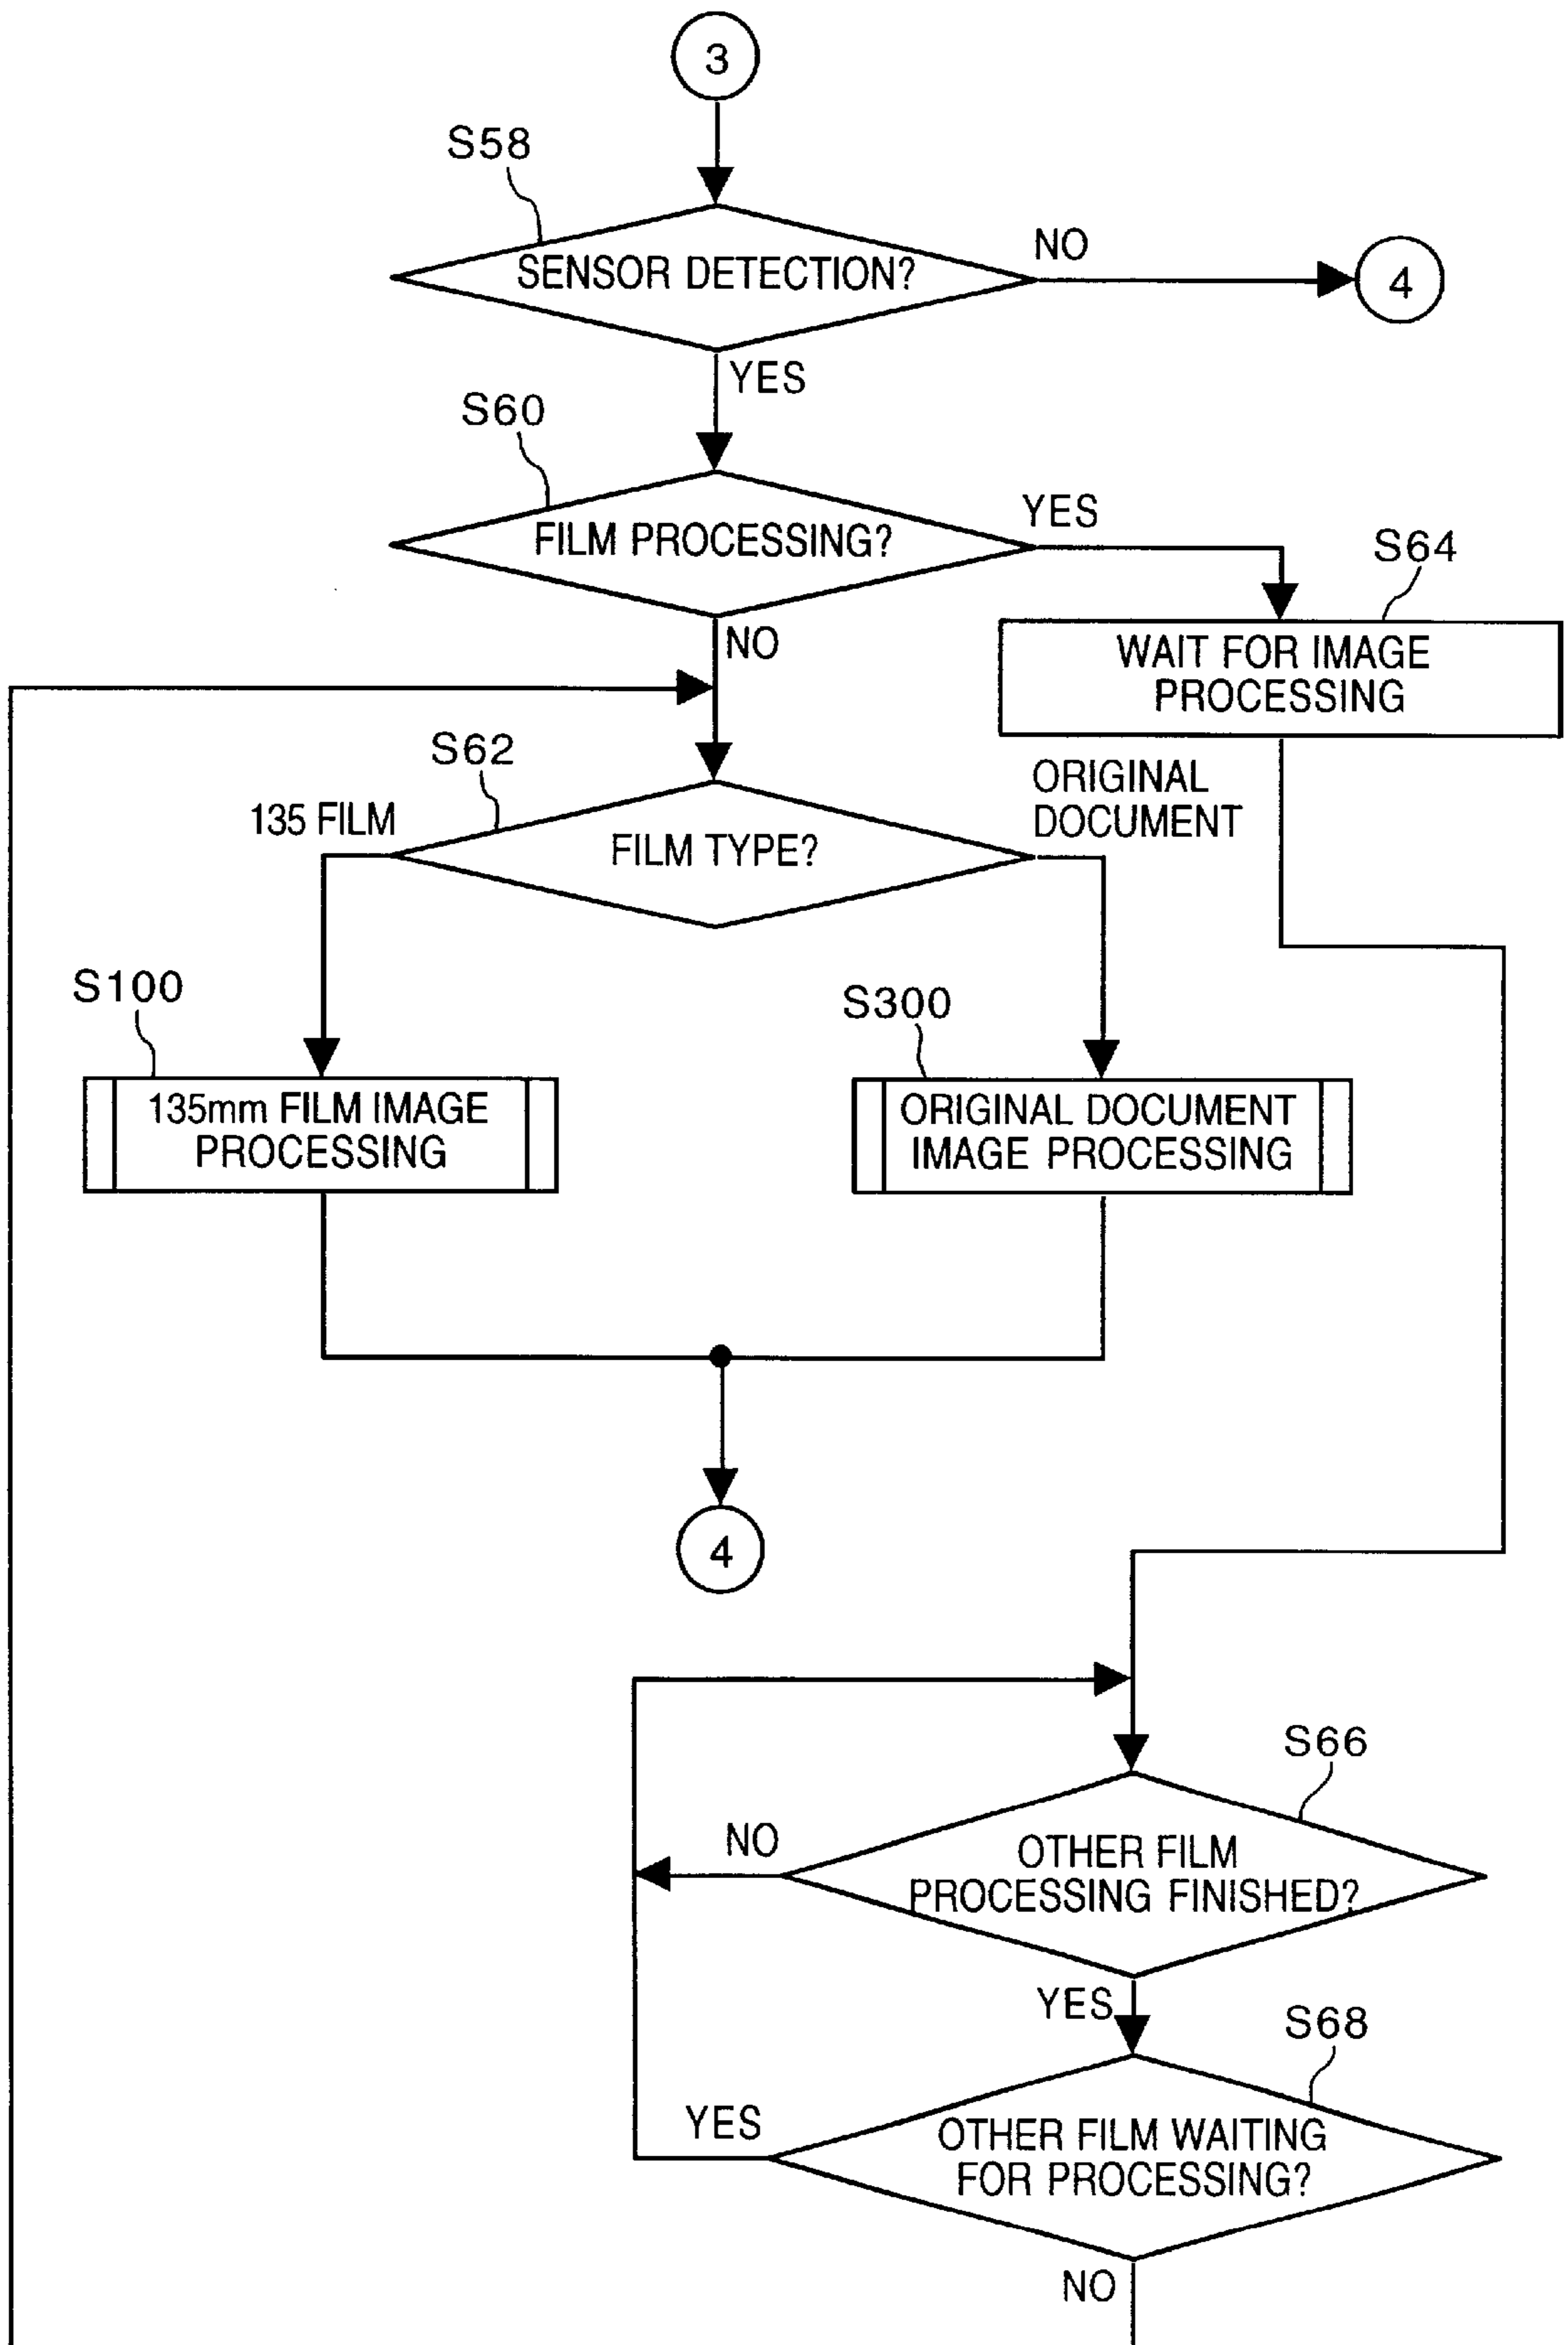 3
S58
SENSOR DETECTION?
NO
4
YES
S60
FILM PROCESSING?
YES
S64
NO
WAIT FOR IMAGE
PROCESSING
S62
135 FILM
FILM TYPE?
ORIGINAL
DOCUMENT
S100
135mm FILM IMAGE
PROCESSING
S300
ORIGINAL DOCUMENT
IMAGE PROCESSING
4
S66
NO
OTHER FILM
PROCESSING FINISHED?
YES
S68
YES
OTHER FILM WAITING
FOR PROCESSING?
NO